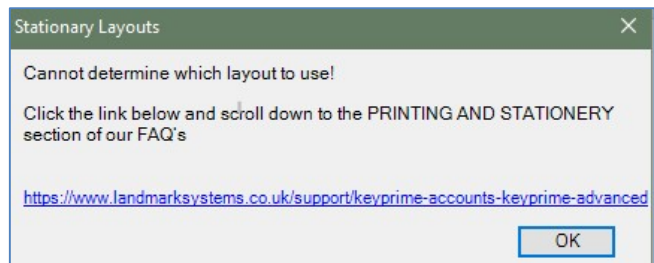 Stationary Layouts
Cannot determine which layout to use!
Click the link below and scroll down to the PRINTING AND STATIONERY
section of our FAQ's
https://www.landmarksystems.co.uk/support/keyprime-accounts-keyprime-advanced
OK